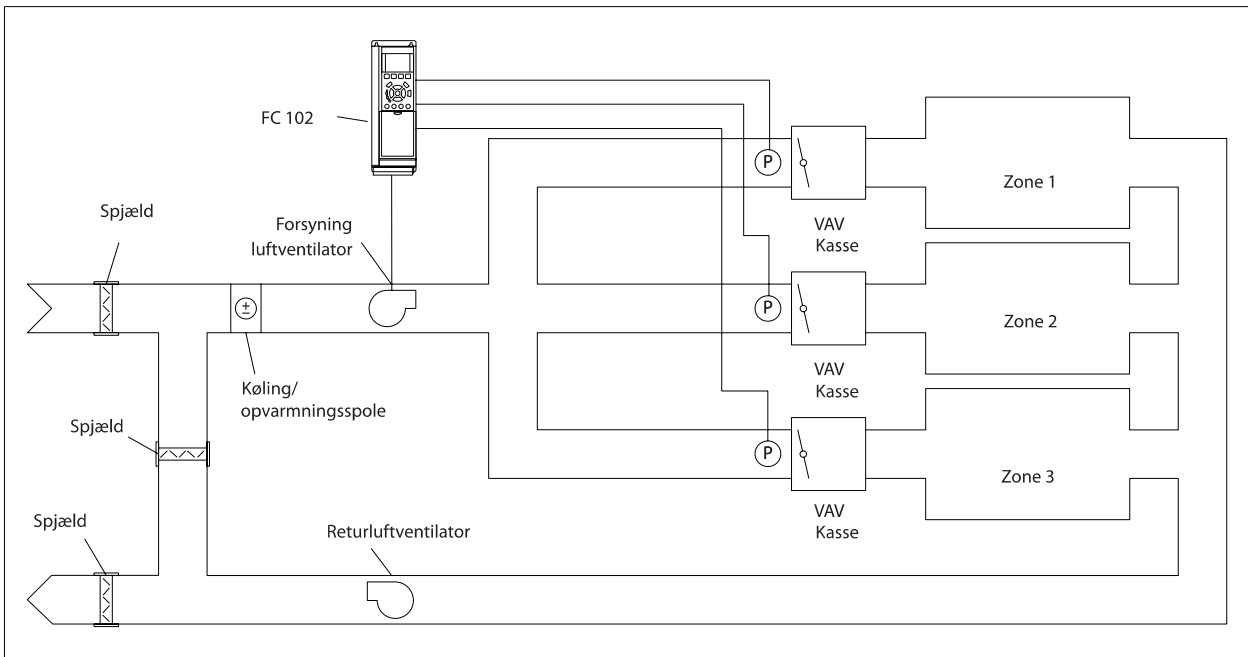 FC 102
P
Zone 1
Spjæld
Forsyning
luftventilator
VAV
Kasse
P
Zone 2
±
Køling/
opvarmningsspole
VAV
Kasse
Spjæld
P
Zone 3
Spjæld
Returluftventilator
VAV
Kasse